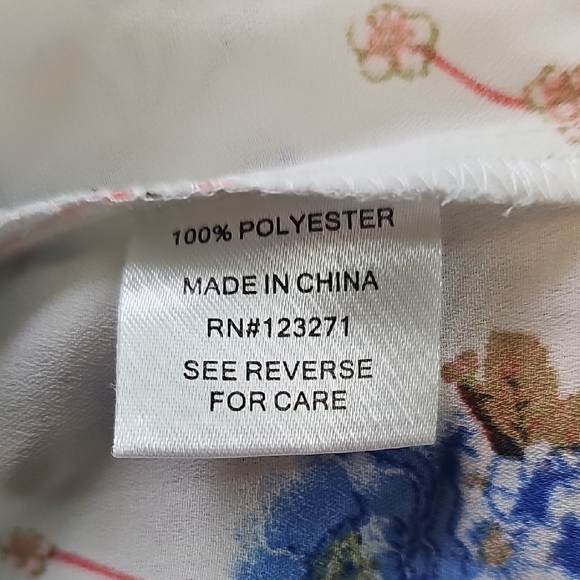 100% POLYESTER
MADE IN CHINA
RN#123271
SEE REVERSE
FOR CARE